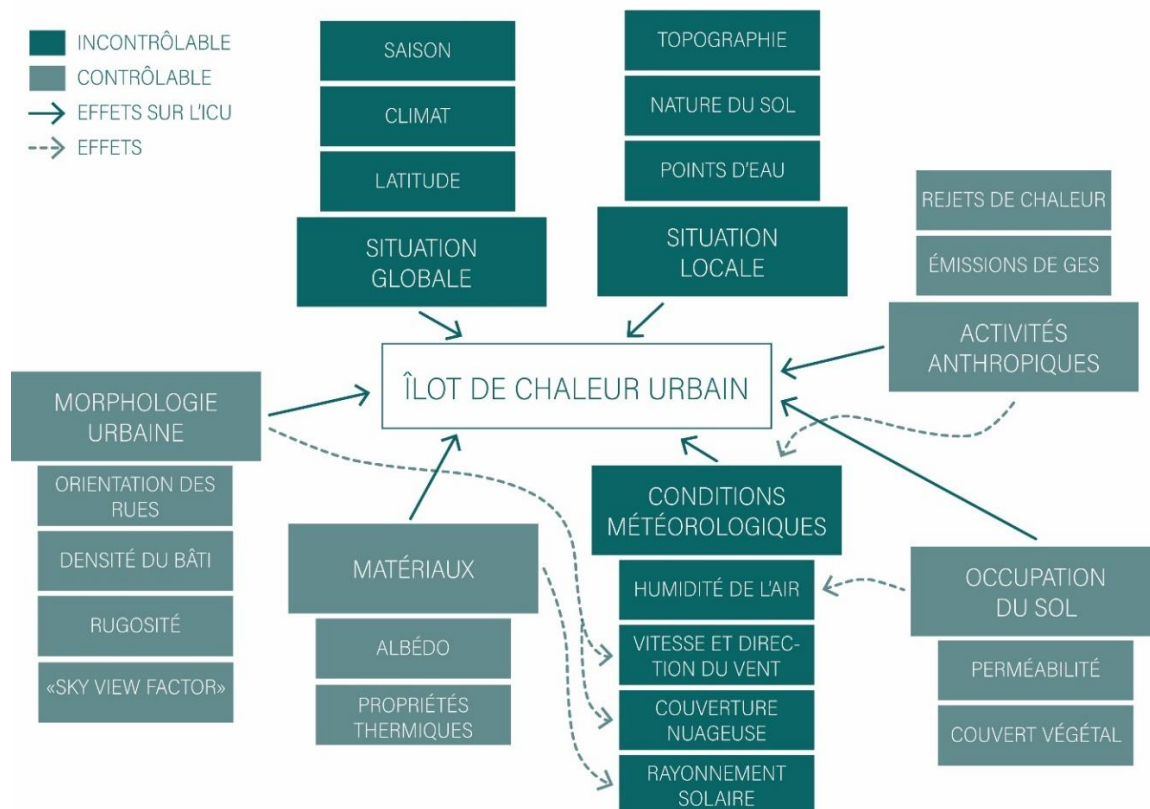 INCONTRÔLABLE
CONTRÔLABLE
EFFETS SUR L'ICU
EFFETS
SAISON
CLIMAT
LATITUDE
SITUATION
GLOBALE
TOPOGRAPHIE
NATURE DU SOL
POINTS D'EAU
SITUATION
LOCALE
REJETS DE CHALEUR
ÉMISSIONS DE GES
ACTIVITÉS
ANTHROPIQUES
ÎLOT DE CHALEUR URBAIN
MORPHOLOGIE
URBAINE
ORIENTATION DES
RUES
DENSITÉ DU BÂTI
RUGOSITÉ
«SKY VIEW FACTOR»
MATÉRIAUX
ALBÉDO
PROPRIÉTÉS
THERMIQUES
CONDITIONS
MÉTÉOROLOGIQUES
HUMIDITÉ DE L'AIR
VITESSE ET DIREC-
TION DU VENT
COUVERTURE
NUAGEUSE
RAYONNEMENT
SOLAIRE
OCCUPATION
DU SOL
PERMÉABILITÉ
COUVERT VÉGÉTAL